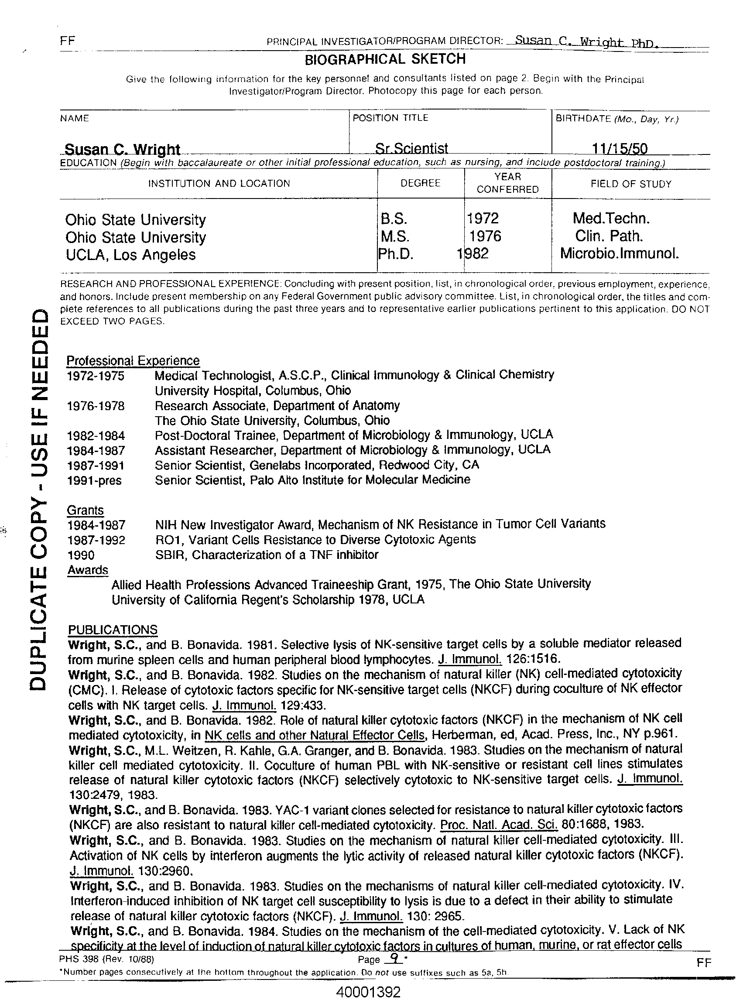 FF PRINCIPAL INVESTIGATOR/PROGRAM DIRECTOR: Susan C. Wright PhD.
BIOGRAPHICAL SKETCH
Give the following information for the key personnel and consultants listed on page 2. Begin with the Principal
Investigator/Program Director. Photocopy this page for each person.
NAME POSITION TITLE BIRTHDATE (Mo., Day, Yr.)
Susan C. Wright Sr.Scientist 11/15/50
EDUCATION (Begin with baccalaureate or other initial professional education, such as nursing, and include postdoctoral training.)
INSTITUTION AND LOCATION DEGREE YEAR CONFERRED FIELD OF STUDY
Ohio State University B.S. 1972 Med.Techn.
Ohio State University M.S. 1976 Clin. Path.
UCLA, Los Angeles Ph.D. 1982 Microbio.Immunol.
RESEARCH AND PROFESSIONAL EXPERIENCE: Concluding with present position, list, in chronological order, previous employment, experience,
and honors. Include present membership on any Federal Government public advisory committee. List, in chronological order, the titles and com-
plete references to all publications during the past three years and to representative earlier publications pertinent to this application. DO NOT
EXCEED TWO PAGES.
DUPLICATE COPY - USE IF NEEDED
Professional Experience
1972-1975 Medical Technologist, A.S.C.P., Clinical Immunology & Clinical Chemistry
University Hospital, Columbus, Ohio
1976-1978 Research Associate, Department of Anatomy
The Ohio State University, Columbus, Ohio
1982-1984 Post-Doctoral Trainee, Department of Microbiology & Immunology, UCLA
1984-1987 Assistant Researcher, Department of Microbiology & Immunology, UCLA
1987-1991 Senior Scientist, Genelabs Incorporated, Redwood City, CA
1991-pres Senior Scientist, Palo Alto Institute for Molecular Medicine
Grants
1984-1987 NIH New Investigator Award, Mechanism of NK Resistance in Tumor Cell Variants
1987-1992 RO1, Variant Cells Resistance to Diverse Cytotoxic Agents
1990 SBIR, Characterization of a TNF inhibitor
Awards
Allied Health Professions Advanced Traineeship Grant, 1975, The Ohio State University
University of California Regent's Scholarship 1978, UCLA
PUBLICATIONS
Wright, S.C., and B. Bonavida. 1981. Selective lysis of NK-sensitive target cells by a soluble mediator released
from murine spleen cells and human peripheral blood lymphocytes. J. Immunol. 126:1516.
Wright, S.C., and B. Bonavida. 1982. Studies on the mechanism of natural killer (NK) cell-mediated cytotoxicity
(CMC). I. Release of cytotoxic factors specific for NK-sensitive target cells (NKCF) during coculture of NK effector
cells with NK target cells. J. Immunol. 129:433.
Wright, S.C., and B. Bonavida. 1982. Role of natural killer cytotoxic factors (NKCF) in the mechanism of NK cell
mediated cytotoxicity, in NK cells and other Natural Effector Cells, Herberman, ed, Acad. Press, Inc., NY p.961.
Wright, S.C., M.L. Weitzen, R. Kahle, G.A. Granger, and B. Bonavida. 1983. Studies on the mechanism of natural
killer cell mediated cytotoxicity. II. Coculture of human PBL with NK-sensitive or resistant cell lines stimulates
release of natural killer cytotoxic factors (NKCF) selectively cytotoxic to NK-sensitive target cells. J. Immunol.
130:2479, 1983.
Wright, S.C., and B. Bonavida. 1983. YAC-1 variant clones selected for resistance to natural killer cytotoxic factors
(NKCF) are also resistant to natural killer cell-mediated cytotoxicity. Proc. Natl. Acad. Sci. 80:1688, 1983.
Wright, S.C., and B. Bonavida. 1983. Studies on the mechanism of natural killer cell-mediated cytotoxicity. III.
Activation of NK cells by interferon augments the lytic activity of released natural killer cytotoxic factors (NKCF).
J. Immunol. 130:2960.
Wright, S.C., and B. Bonavida. 1983. Studies on the mechanisms of natural killer cell-mediated cytotoxicity. IV.
Interferon-induced inhibition of NK target cell susceptibility to lysis is due to a defect in their ability to stimulate
release of natural killer cytotoxic factors (NKCF). J. Immunol. 130: 2965.
Wright, S.C., and B. Bonavida. 1984. Studies on the mechanism of the cell-mediated cytotoxicity. V. Lack of NK
specificity at the level of induction of natural killer cytotoxic factors in cultures of human, murine, or rat effector cells
PHS 398 (Rev. 10/88) Page 9 * FF
*Number pages consecutively at the bottom throughout the application. Do not use suffixes such as 5a, 5b.
40001392